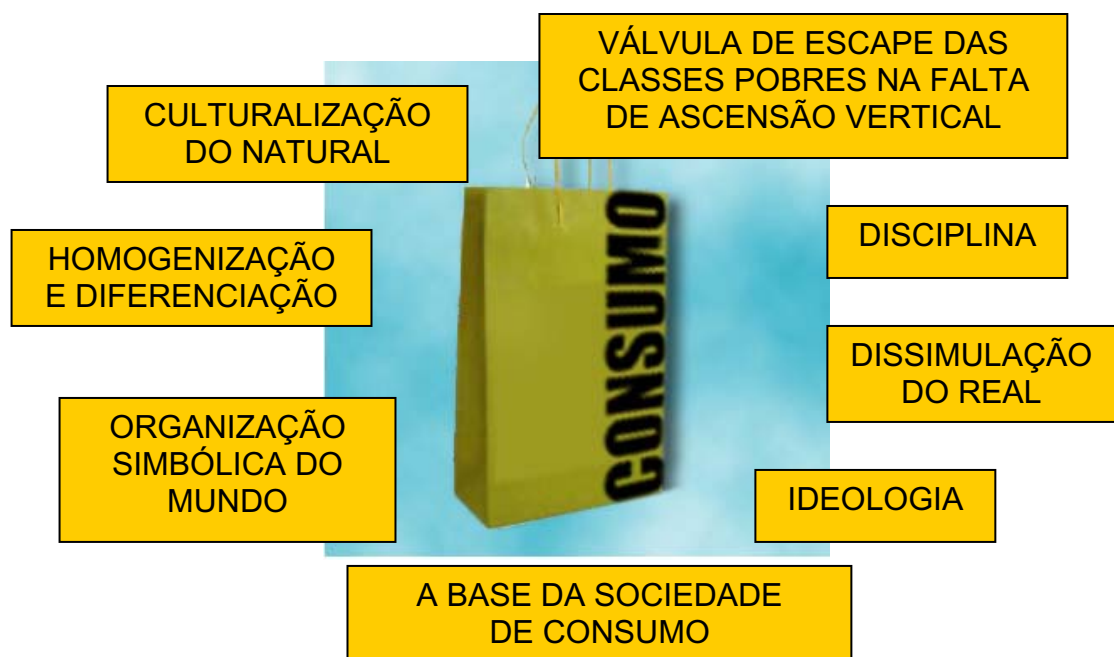 VÁLVULA DE ESCAPE DAS
CLASSES POBRES NA FALTA
DE ASCENSÃO VERTICAL
CULTURALIZAÇÃO
DO NATURAL
DISCIPLINA
HOMOGENIZAÇÃO
E DIFERENCIAÇÃO
CONSUMO
DISSIMULAÇÃO
DO REAL
ORGANIZAÇÃO
SIMBÓLICA DO
MUNDO
IDEOLOGIA
A BASE DA SOCIEDADE
DE CONSUMO